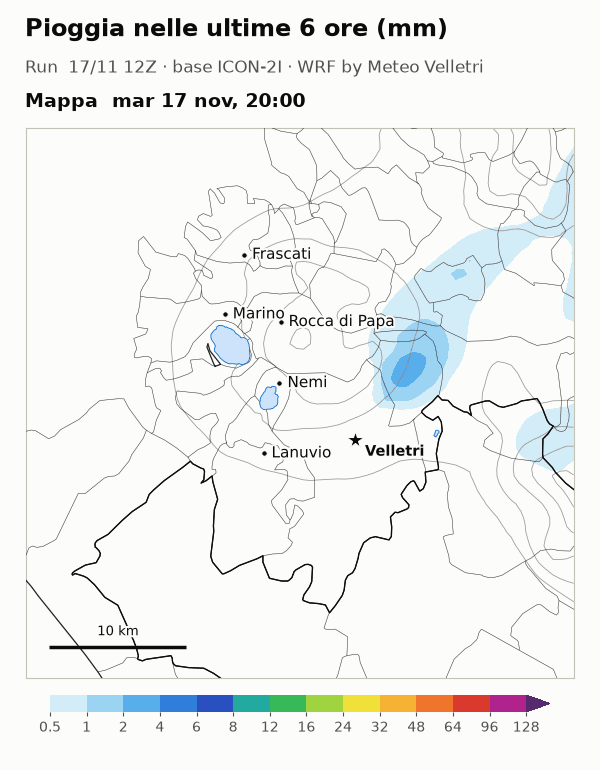 Pioggia nelle ultime 6 ore (mm)
Run  17/11 12Z · base ICON-2I · WRF by Meteo Velletri
Mappa  mar 17 nov, 20:00
Frascati
Marino
Rocca di Papa
Nemi
Velletri
Lanuvio
10 km
0.5 1 2 4 6 8 12 16 24 32 48 64 96 128